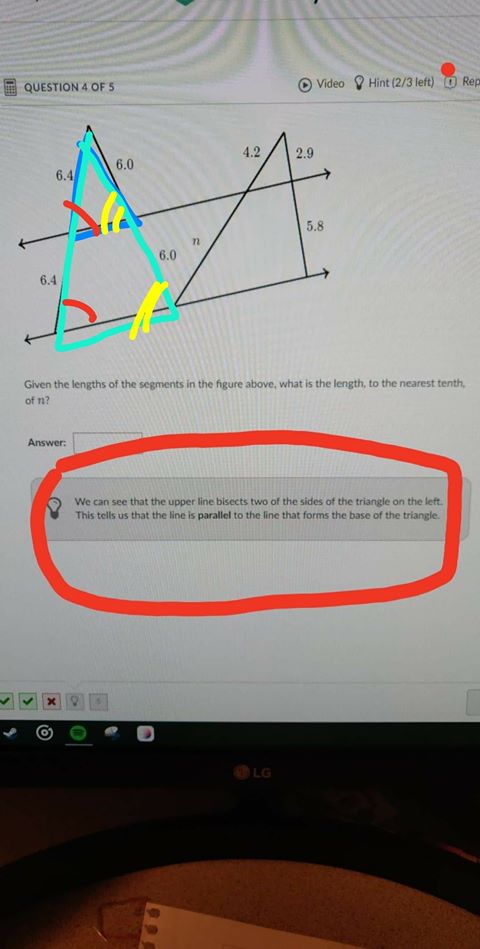 QUESTION 4 OF 5
Video
Hint (2/3 left)
Rep
6.0
4.2
2.9
6.4
n
5.8
6.0
6.4
Given the lengths of the segments in the figure above, what is the length, to the nearest tenth,
of n?
Answer:
We can see that the upper line bisects two of the sides of the triangle on the left.
This tells us that the line is parallel to the line that forms the base of the triangle.
LG